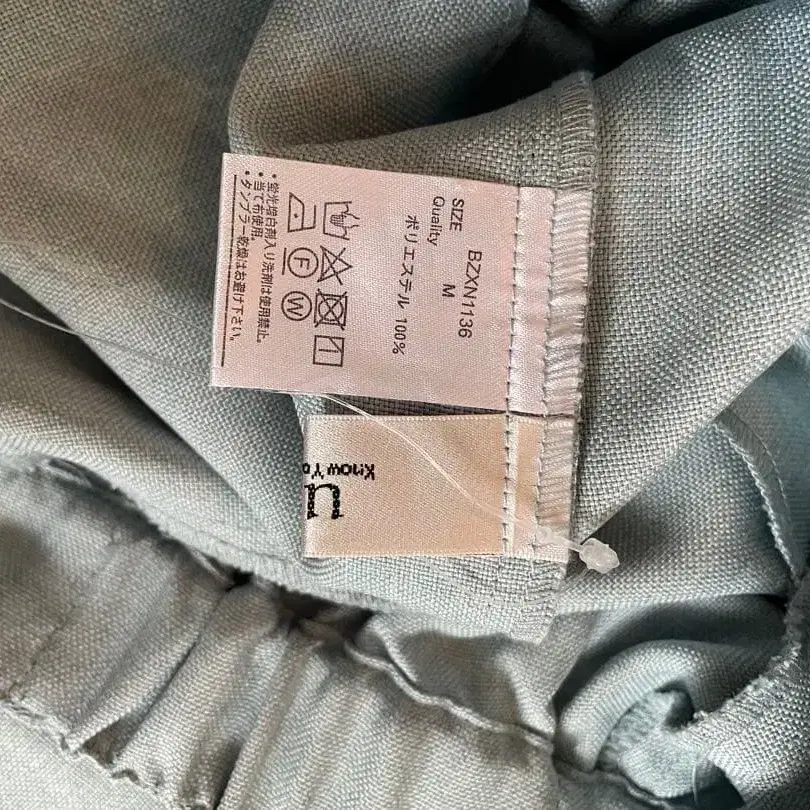 BZXN1136
SIZE M
Quality
ポリエステル 100%
F W
・蛍光増白剤入り洗剤は使用禁止。
・当て布使用。
・タンブラー乾燥はお避け下さい。
Know